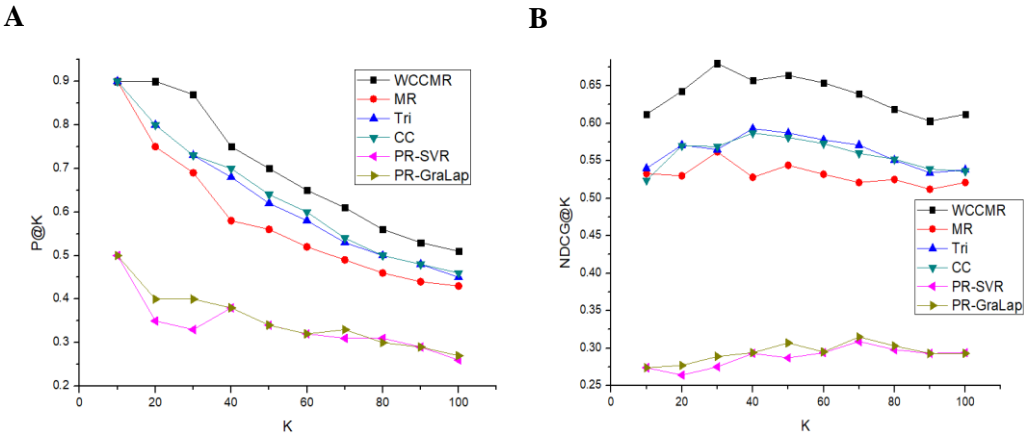 A
P@K
0.9
0.8
0.7
0.6
0.5
0.4
0.3
0.2
0 20 40 60 80 100
K
WCCMR
MR
Tri
CC
PR-SVR
PR-GraLap
B
NDCG@K
0.65
0.60
0.55
0.50
0.45
0.40
0.35
0.30
0.25
0 20 40 60 80 100
K
WCCMR
MR
Tri
CC
PR-SVR
PR-GraLap